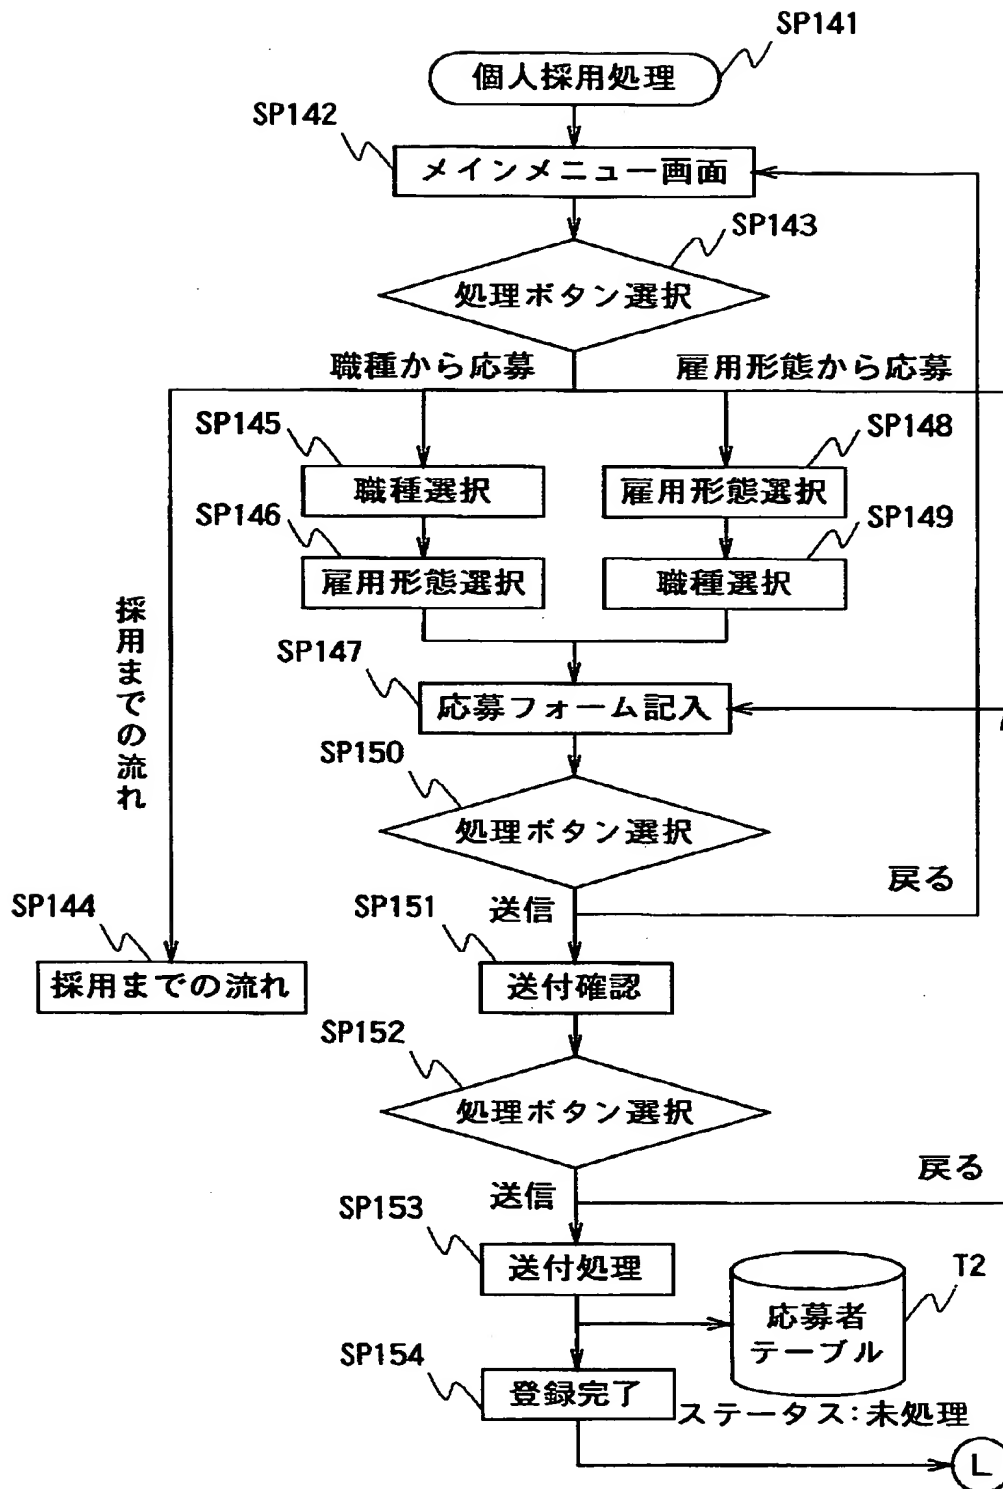 SP141
個人採用処理
SP142
メインメニュー画面
SP143
処理ボタン選択
職種から応募
雇用形態から応募
SP145
SP148
職種選択
雇用形態選択
SP146
SP149
雇用形態選択
職種選択
採用までの流れ
SP147
応募フォーム記入
SP150
処理ボタン選択
戻る
SP144
SP151
送信
採用までの流れ
送付確認
SP152
処理ボタン選択
戻る
送信
SP153
送付処理
T2
応募者
テーブル
SP154
登録完了
ステータス:未処理
L